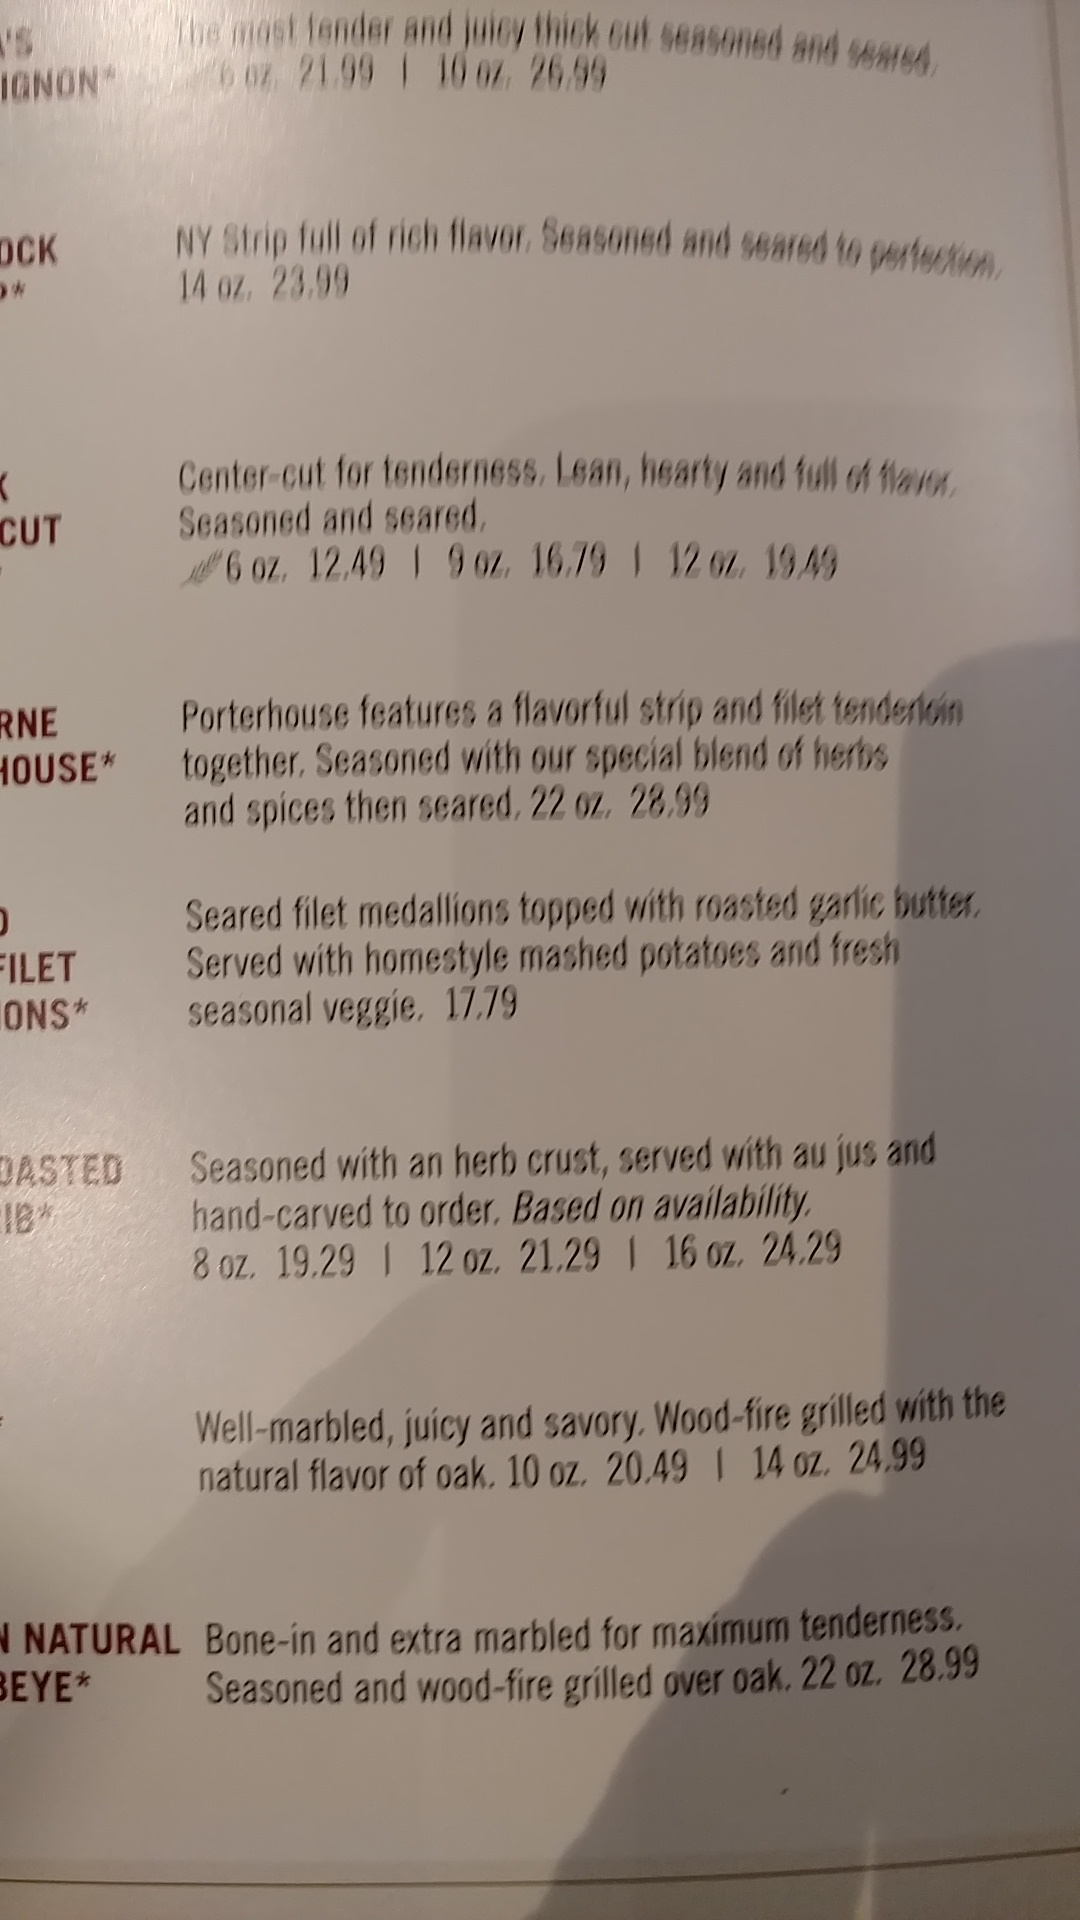 'S The most tender and juicy thick cut seasoned and seared.
IGNON* 6 oz. 21.99 | 10 oz. 26.99
OCK NY Strip full of rich flavor. Seasoned and seared to perfection.
* 14 oz. 23.99
Center-cut for tenderness. Lean, hearty and full of flavor.
CUT Seasoned and seared.
6 oz. 12.49 | 9 oz. 16.79 | 12 oz. 19.49
RNE Porterhouse features a flavorful strip and filet tenderloin
HOUSE* together. Seasoned with our special blend of herbs
and spices then seared. 22 oz. 28.99
Seared filet medallions topped with roasted garlic butter.
FILET Served with homestyle mashed potatoes and fresh
IONS* seasonal veggie. 17.79
OASTED Seasoned with an herb crust, served with au jus and
IB* hand-carved to order. Based on availability.
8 oz. 19.29 | 12 oz. 21.29 | 16 oz. 24.29
* Well-marbled, juicy and savory. Wood-fire grilled with the
natural flavor of oak. 10 oz. 20.49 | 14 oz. 24.99
N NATURAL Bone-in and extra marbled for maximum tenderness.
BEYE* Seasoned and wood-fire grilled over oak. 22 oz. 28.99